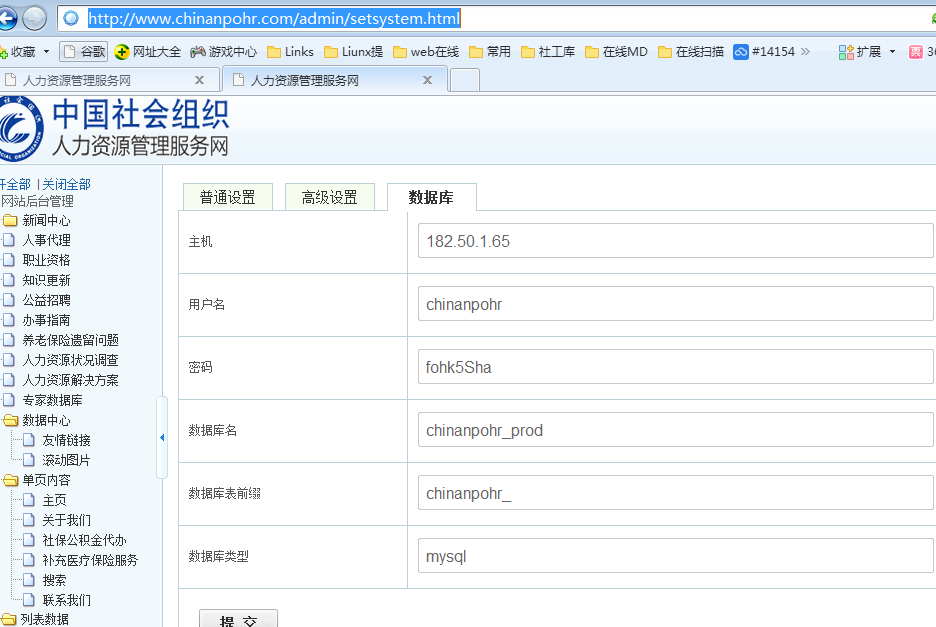 http://www.chinanpohr.com/admin/setsystem.html
收藏 谷歌 网址大全 游戏中心 Links Liunx提 web在线 常用 社工库 在线MD 在线扫描 #14154 » 扩展 票
人力资源管理服务网 x 人力资源管理服务网 x
中国社会组织
人力资源管理服务网
开全部 | 关闭全部
网站后台管理
新闻中心
人事代理
职业资格
知识更新
公益招聘
办事指南
养老保险遗留问题
人力资源状况调查
人力资源解决方案
专家数据库
数据中心
友情链接
滚动图片
单页内容
主页
关于我们
社保公积金代办
补充医疗保险服务
搜索
联系我们
列表数据
普通设置 高级设置 数据库
主机 182.50.1.65
用户名 chinanpohr
密码 fohk5Sha
数据库名 chinanpohr_prod
数据库表前缀 chinanpohr_
数据库类型 mysql
提 交